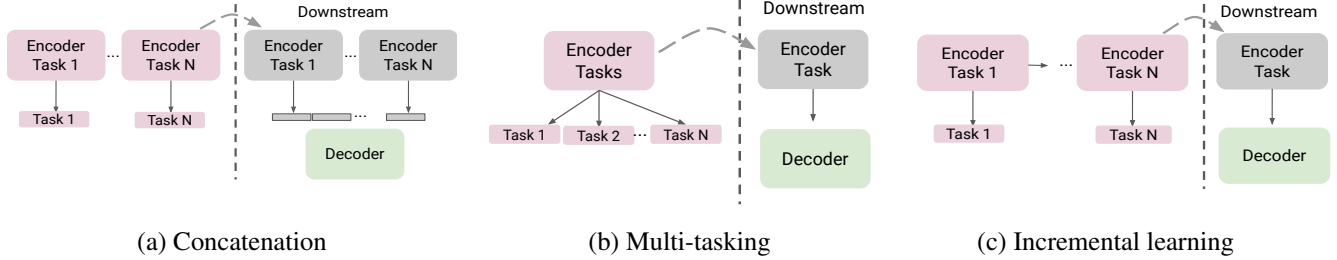 Downstream
Encoder
Task 1
...
Encoder
Task N
Encoder
Task 1
...
Encoder
Task N
Task 1
Task N
...
Decoder
(a) Concatenation
Downstream
Encoder
Tasks
Encoder
Task
Task 1
Task 2
...
Task N
Decoder
(b) Multi-tasking
Downstream
Encoder
Task 1
...
Encoder
Task N
Encoder
Task
Task 1
Task N
Decoder
(c) Incremental learning